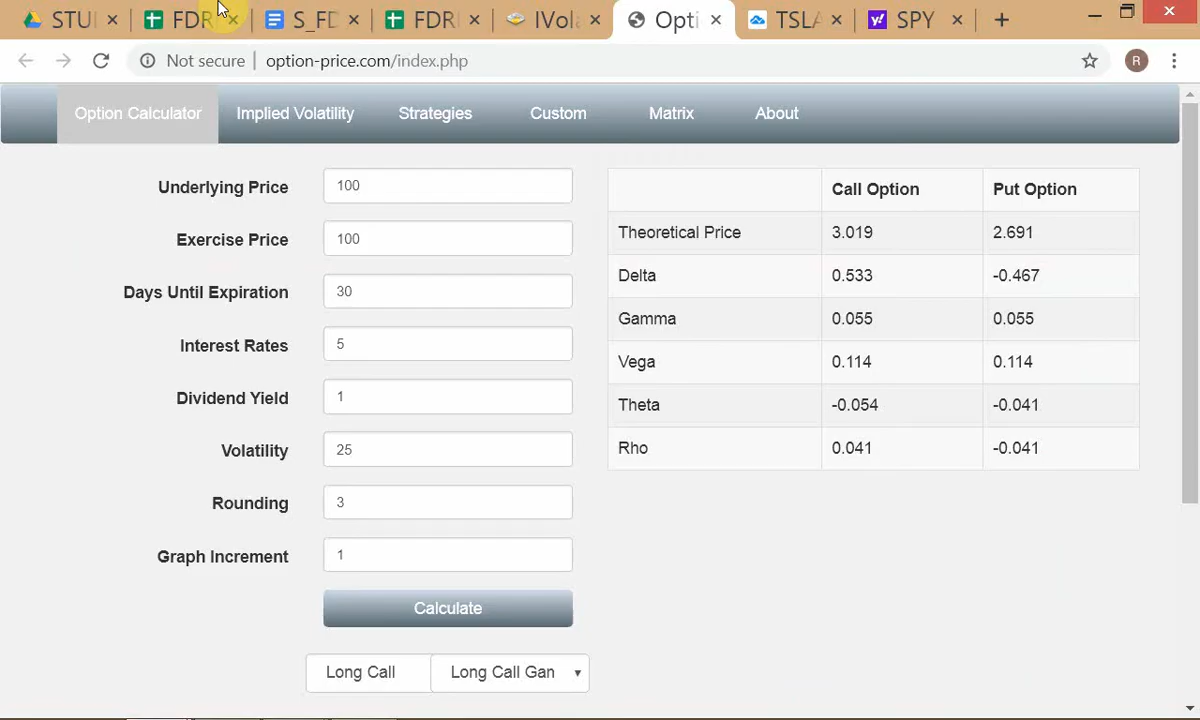 STUI FDRI S_FD FDRI IVola Opti TSLA SPY
Not secure option-price.com/index.php R
Option Calculator Implied Volatility Strategies Custom Matrix About
Underlying Price 100
Exercise Price 100
Days Until Expiration 30
Interest Rates 5
Dividend Yield 1
Volatility 25
Rounding 3
Graph Increment 1
Calculate
Long Call Long Call Gan
Call Option Put Option
Theoretical Price 3.019 2.691
Delta 0.533 -0.467
Gamma 0.055 0.055
Vega 0.114 0.114
Theta -0.054 -0.041
Rho 0.041 -0.041